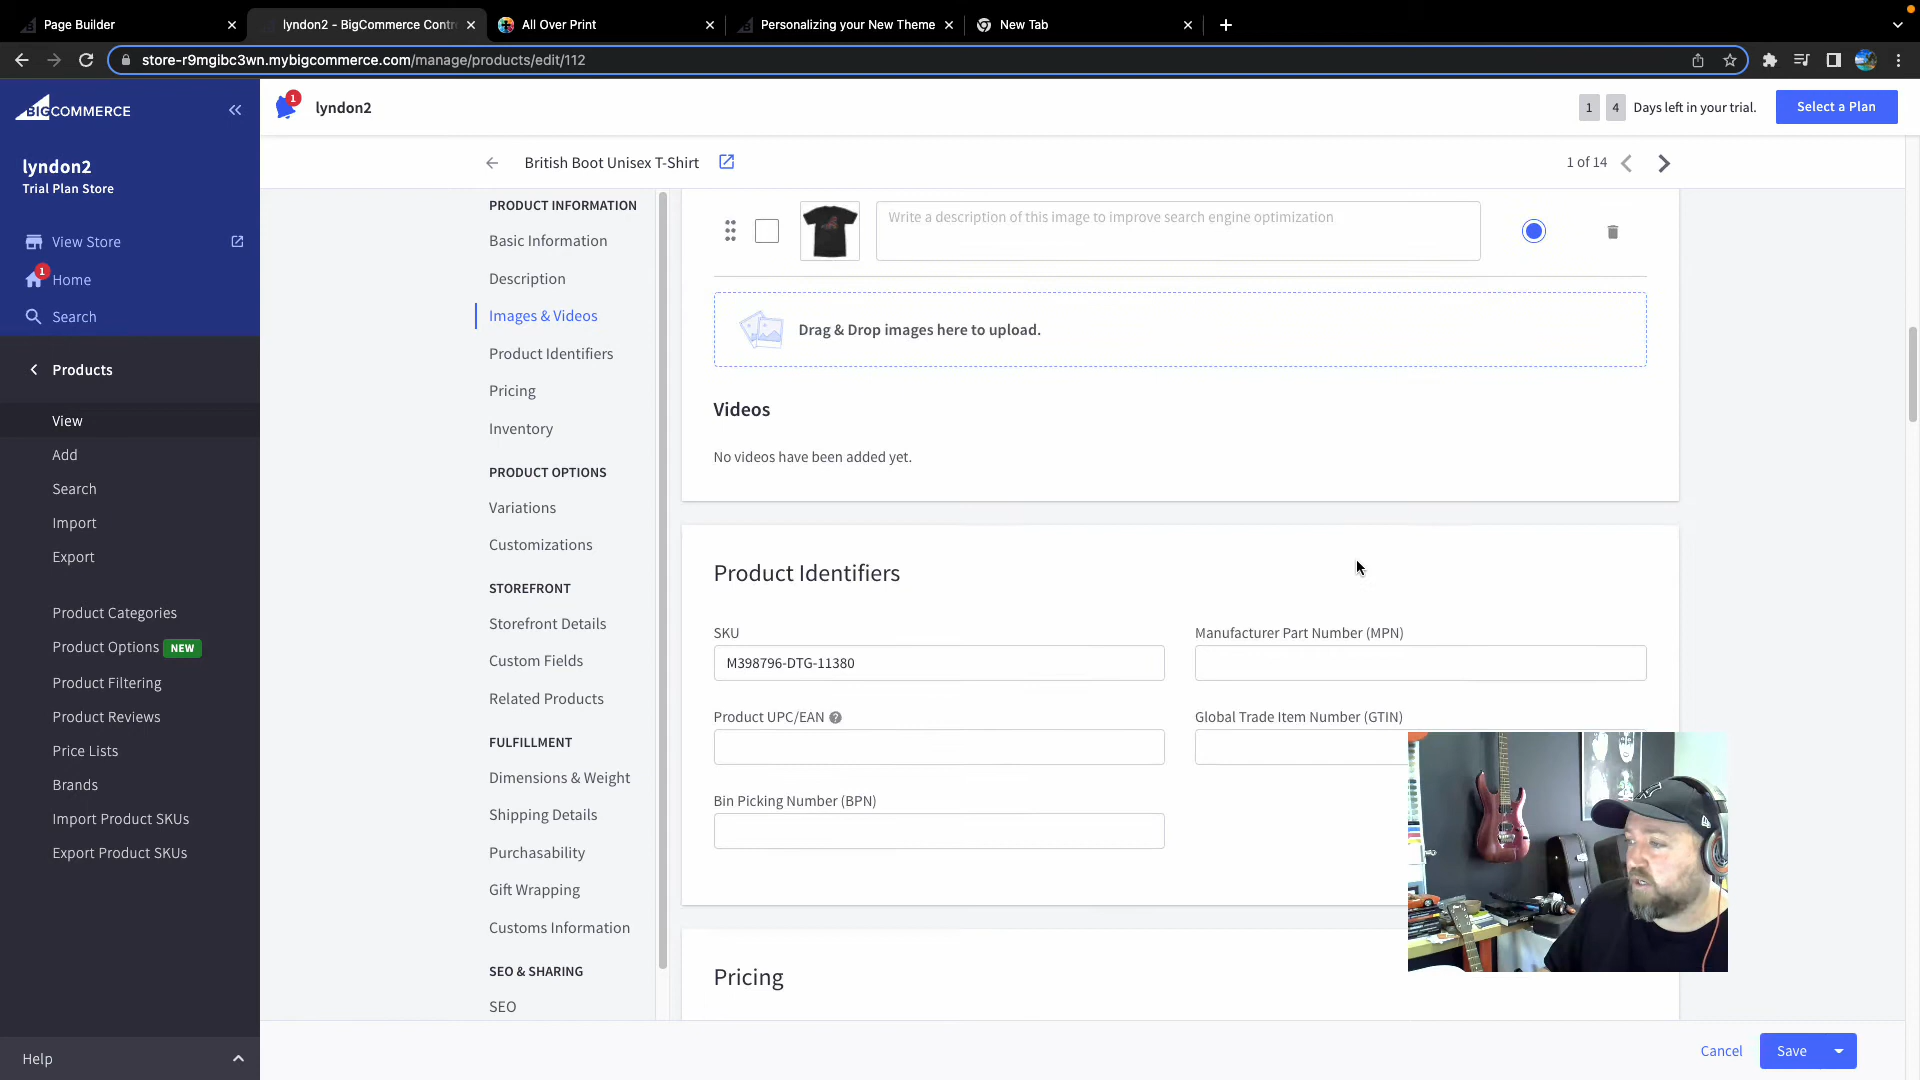 Page Builder
lyndon2 - BigCommerce Contr
All Over Print
Personalizing your New Theme
New Tab
store-r9mgibc3wn.mybigcommerce.com/manage/products/edit/112
BIGCOMMERCE
1
lyndon2
1 4 Days left in your trial.
Select a Plan
lyndon2
Trial Plan Store
View Store
1
Home
Search
Products
View
Add
Search
Import
Export
Product Categories
Product Options NEW
Product Filtering
Product Reviews
Price Lists
Brands
Import Product SKUs
Export Product SKUs
Help
British Boot Unisex T-Shirt
1 of 14
PRODUCT INFORMATION
Basic Information
Description
Images & Videos
Product Identifiers
Pricing
Inventory
PRODUCT OPTIONS
Variations
Customizations
STOREFRONT
Storefront Details
Custom Fields
Related Products
FULFILLMENT
Dimensions & Weight
Shipping Details
Purchasability
Gift Wrapping
Customs Information
SEO & SHARING
SEO
Write a description of this image to improve search engine optimization
Drag & Drop images here to upload.
Videos
No videos have been added yet.
Product Identifiers
SKU
M398796-DTG-11380
Manufacturer Part Number (MPN)
Product UPC/EAN ?
Global Trade Item Number (GTIN)
Bin Picking Number (BPN)
Pricing
Cancel
Save